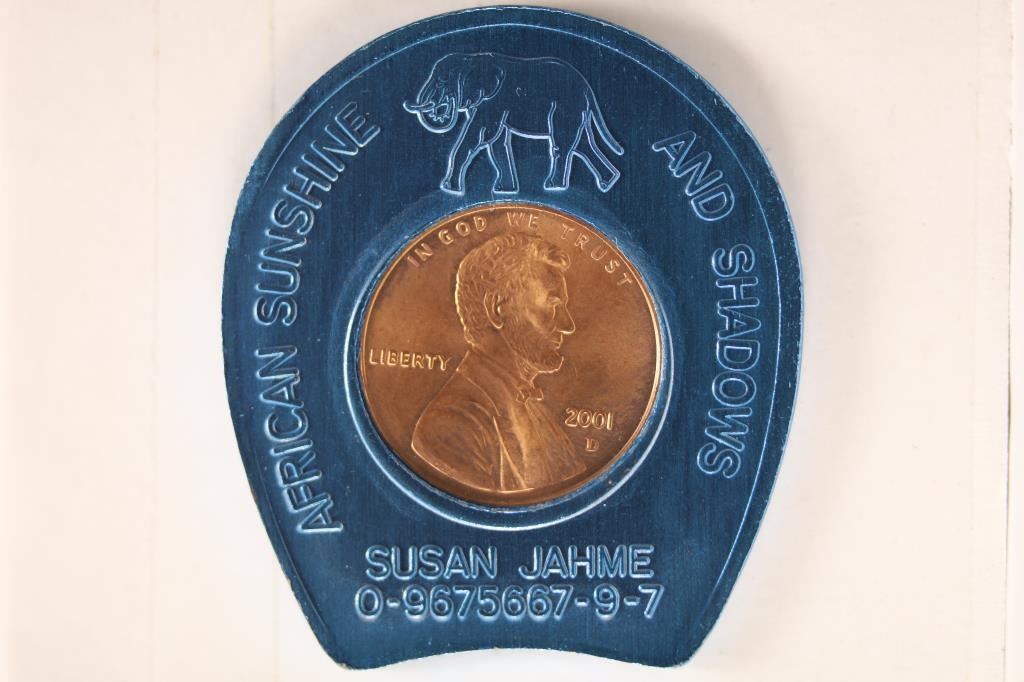 AFRICAN SUNSHINE
AND SHADOWS
IN GOD WE TRUST
LIBERTY
2001
D
SUSAN JAHME
0-9675667-9-7